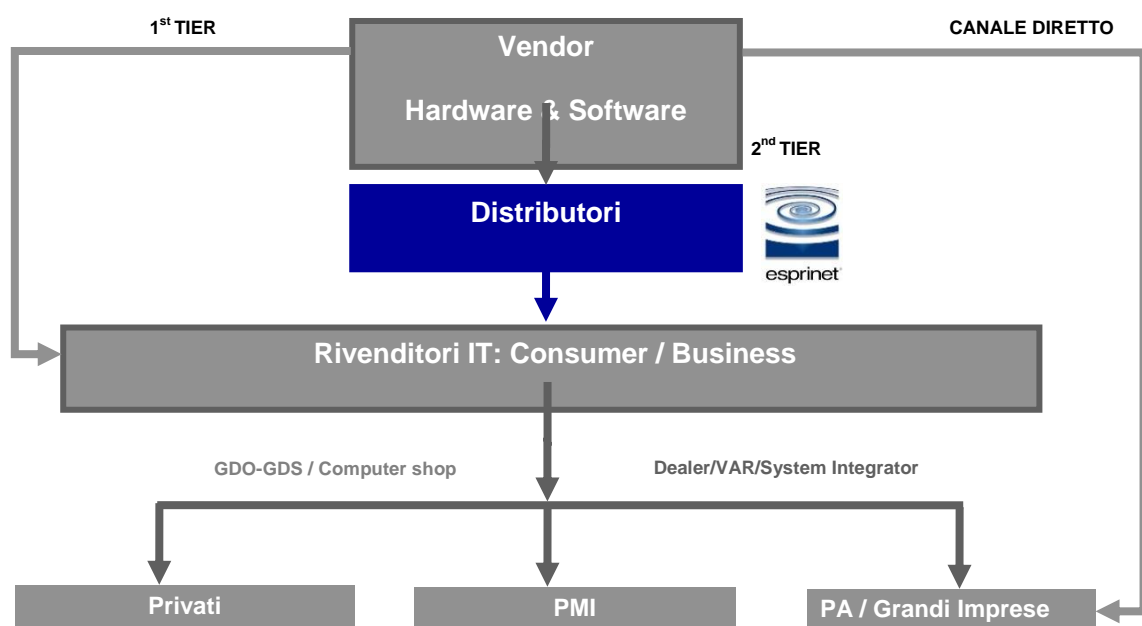 1st TIER
CANALE DIRETTO
Vendor
Hardware & Software
2nd TIER
Distributori
esprinet
Rivenditori IT: Consumer / Business
GDO-GDS / Computer shop
Dealer/VAR/System Integrator
Privati
PMI
PA / Grandi Imprese